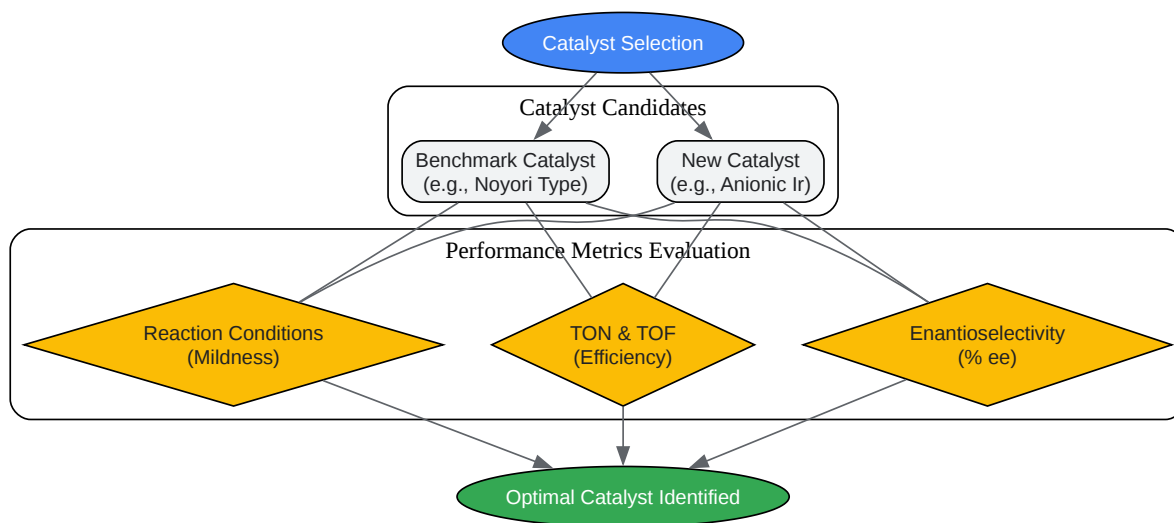 Catalyst Selection
Catalyst Candidates
Benchmark Catalyst
(e.g., Noyori Type)
New Catalyst
(e.g., Anionic Ir)
Performance Metrics Evaluation
Reaction Conditions
(Mildness)
TON & TOF
(Efficiency)
Enantioselectivity
(% ee)
Optimal Catalyst Identified